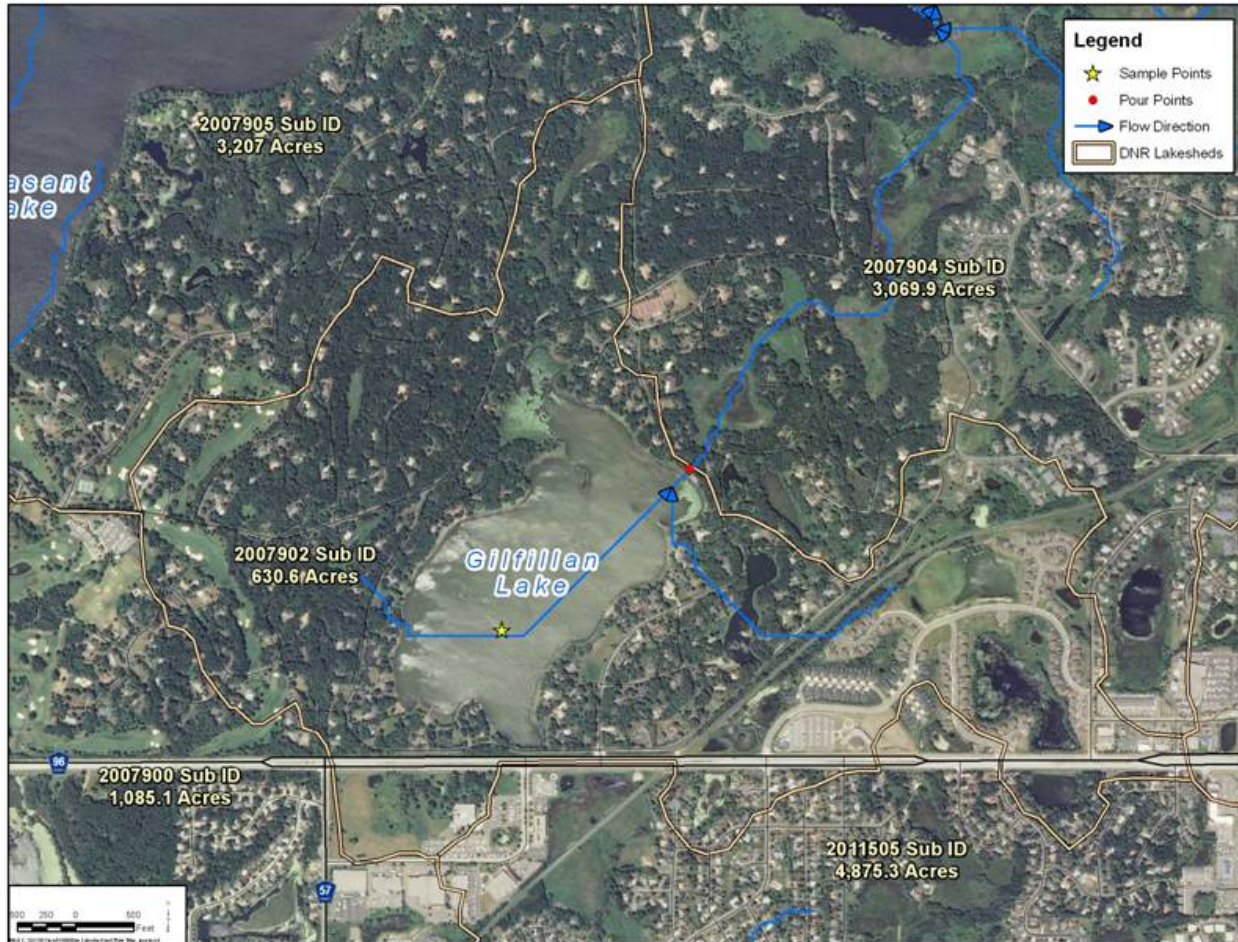 Legend
Sample Points
Pour Points
Flow Direction
DNR Lakesheds
2007905 Sub ID
3,207 Acres
asant
ake
2007904 Sub ID
3,069.9 Acres
2007902 Sub ID
630.6 Acres
Gilfillan
Lake
96
2007900 Sub ID
1,085.1 Acres
2011505 Sub ID
4,875.3 Acres
57
250 0 500
Feet